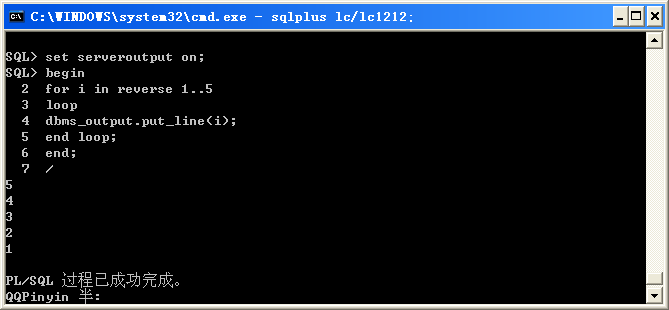 C:\WINDOWS\system32\cmd.exe - sqlplus lc/lc1212;
SQL> set serveroutput on;
SQL> begin
2 for i in reverse 1..5
3 loop
4 dbms_output.put_line(i);
5 end loop;
6 end;
7 /
5
4
3
2
1
PL/SQL 过程已成功完成。
QQPinyin 半: